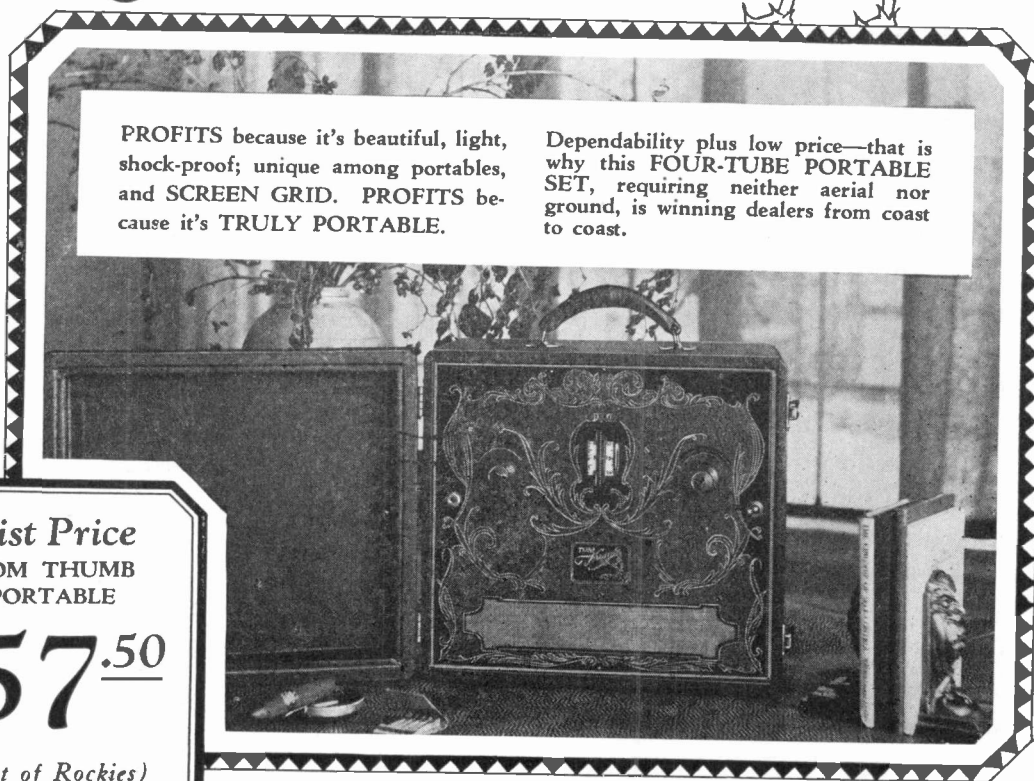 PROFITS because it's beautiful, light,
shock-proof; unique among portables,
and SCREEN GRID. PROFITS be-
cause it's TRULY PORTABLE.
Dependability plus low price—that is
why this FOUR-TUBE PORTABLE
SET, requiring neither aerial nor
ground, is winning dealers from coast
to coast.
TOM
ist Price
OM THUMB
PORTABLE
57.50
t of Rockies)